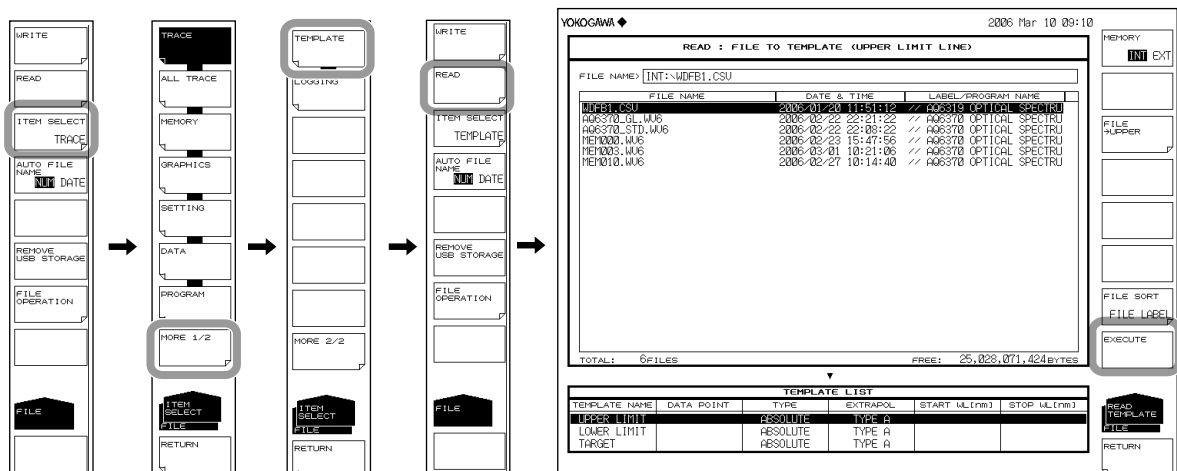 WRITE
READ
ITEM SELECT
TRACE
AUTO FILE
NAME
NUM DATE
REMOVE
USB STORAGE
FILE
OPERATION
FILE
TRACE
ALL TRACE
MEMORY
GRAPHICS
SETTING
DATA
PROGRAM
MORE 1/2
ITEM
SELECT
FILE
RETURN
TEMPLATE
LOGGING
MORE 2/2
ITEM
SELECT
FILE
RETURN
WRITE
READ
ITEM SELECT
TEMPLATE
AUTO FILE
NAME
NUM DATE
REMOVE
USB STORAGE
FILE
OPERATION
FILE
YOKOGAWA ◆ 2006 Mar 10 09:10
READ : FILE TO TEMPLATE (UPPER LIMIT LINE)
FILE NAME> INT:\WDFB1.CSV
FILE NAME DATE & TIME LABEL/PROGRAM NAME
WDFB1.CSV 2006/01/20 11:51:12 // AQ6319 OPTICAL SPECTRU
AQ6370_GL.WV6 2006/02/22 22:21:22 // AQ6370 OPTICAL SPECTRU
AQ6370_STD.WV6 2006/02/22 22:08:22 // AQ6370 OPTICAL SPECTRU
MEM000.WV6 2006/02/23 15:47:56 // AQ6370 OPTICAL SPECTRU
MEM003.WV6 2006/03/01 10:21:06 // AQ6370 OPTICAL SPECTRU
MEM010.WV6 2006/02/27 10:14:40 // AQ6370 OPTICAL SPECTRU
TOTAL: 6FILES FREE: 25,028,071,424BYTES
▼
TEMPLATE LIST
TEMPLATE NAME DATA POINT TYPE EXTRAPOL START WL[nm] STOP WL[nm]
UPPER LIMIT ABSOLUTE TYPE A
LOWER LIMIT ABSOLUTE TYPE A
TARGET ABSOLUTE TYPE A
MEMORY
INT EXT
FILE
→UPPER
FILE SORT
FILE LABEL
EXECUTE
READ
TEMPLATE
FILE
RETURN